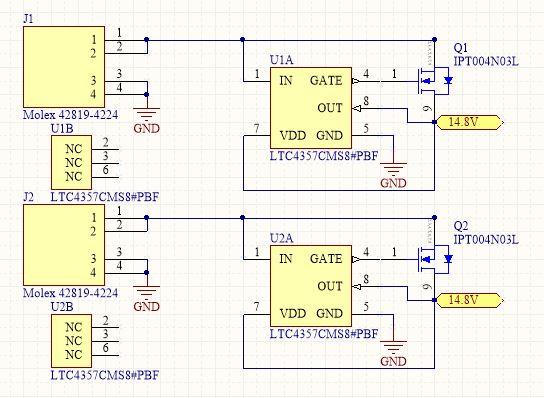 J1
1 1
2 2
3 3
4 4
Molex 42819-4224
GND
U1B
NC 2
NC 3
NC 6
LTC4357CMS8#PBF
U1A
1 IN GATE 4
OUT 8
7 VDD GND 5
LTC4357CMS8#PBF
GND
Q1
IPT004N03L
1
9
14.8V
J2
1 1
2 2
3 3
4 4
Molex 42819-4224
GND
U2B
NC 2
NC 3
NC 6
LTC4357CMS8#PBF
U2A
1 IN GATE 4
OUT 8
7 VDD GND 5
LTC4357CMS8#PBF
GND
Q2
IPT004N03L
1
9
14.8V